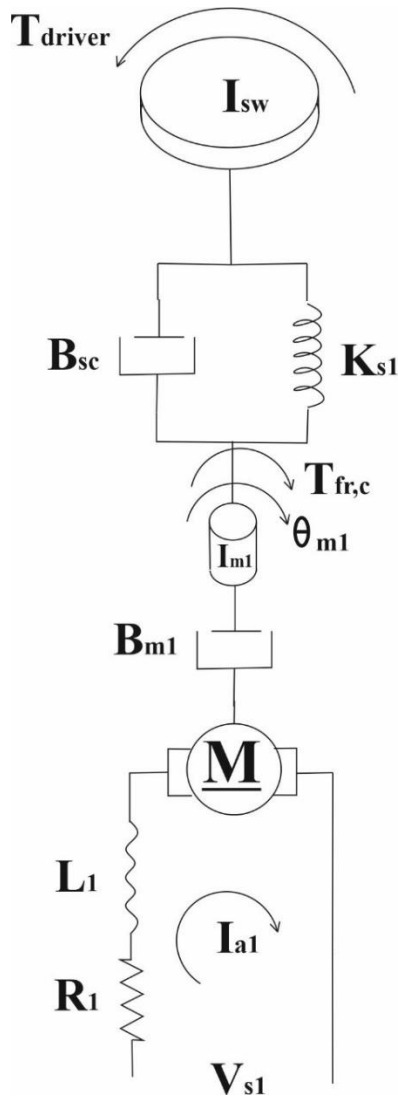 Tdriver
Isw
Bsc
Ks1
Tfr,c
θm1
Im1
Bm1
M
L1
Ia1
R1
Vs1